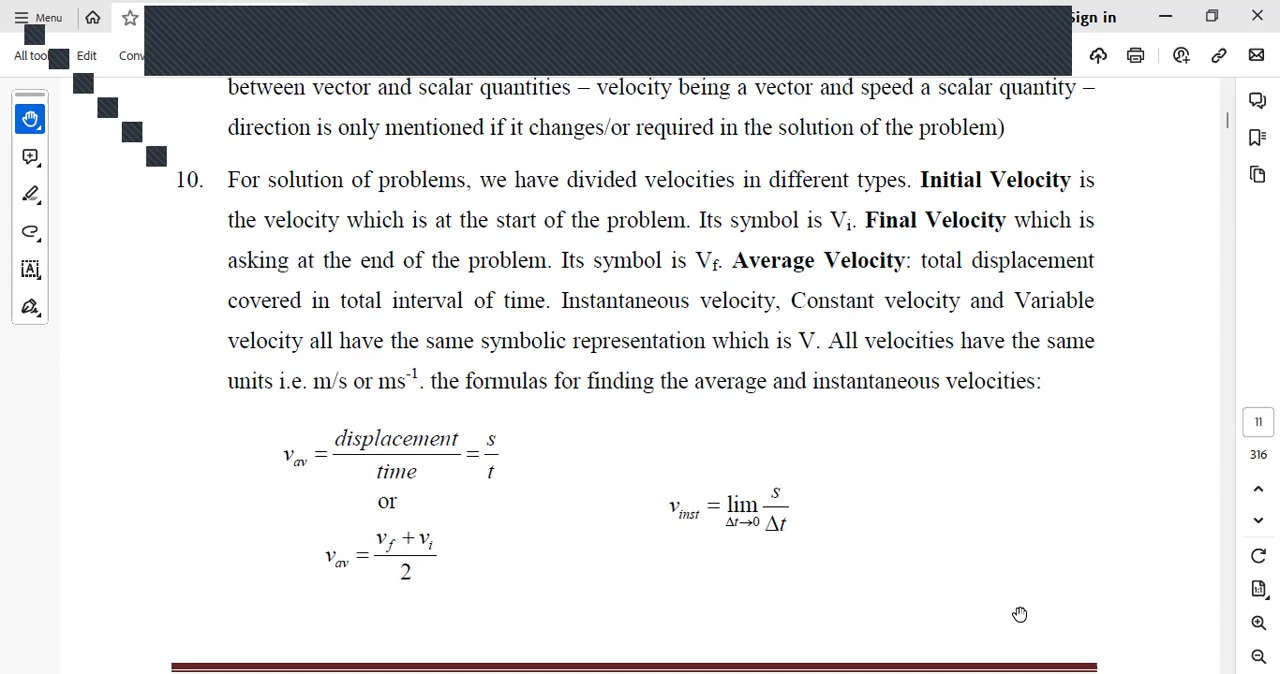 Menu
Sign in
All too
Edit
Conv
between vector and scalar quantities – velocity being a vector and speed a scalar quantity –
direction is only mentioned if it changes/or required in the solution of the problem)
10. For solution of problems, we have divided velocities in different types. Initial Velocity is
the velocity which is at the start of the problem. Its symbol is Vᵢ. Final Velocity which is
asking at the end of the problem. Its symbol is V_f. Average Velocity: total displacement
covered in total interval of time. Instantaneous velocity, Constant velocity and Variable
velocity all have the same symbolic representation which is V. All velocities have the same
units i.e. m/s or ms⁻¹. the formulas for finding the average and instantaneous velocities:
v_av = displacement / time = s / t
or
v_av = (v_f + v_i) / 2
v_inst = lim Δt→0 s / Δt
11
316